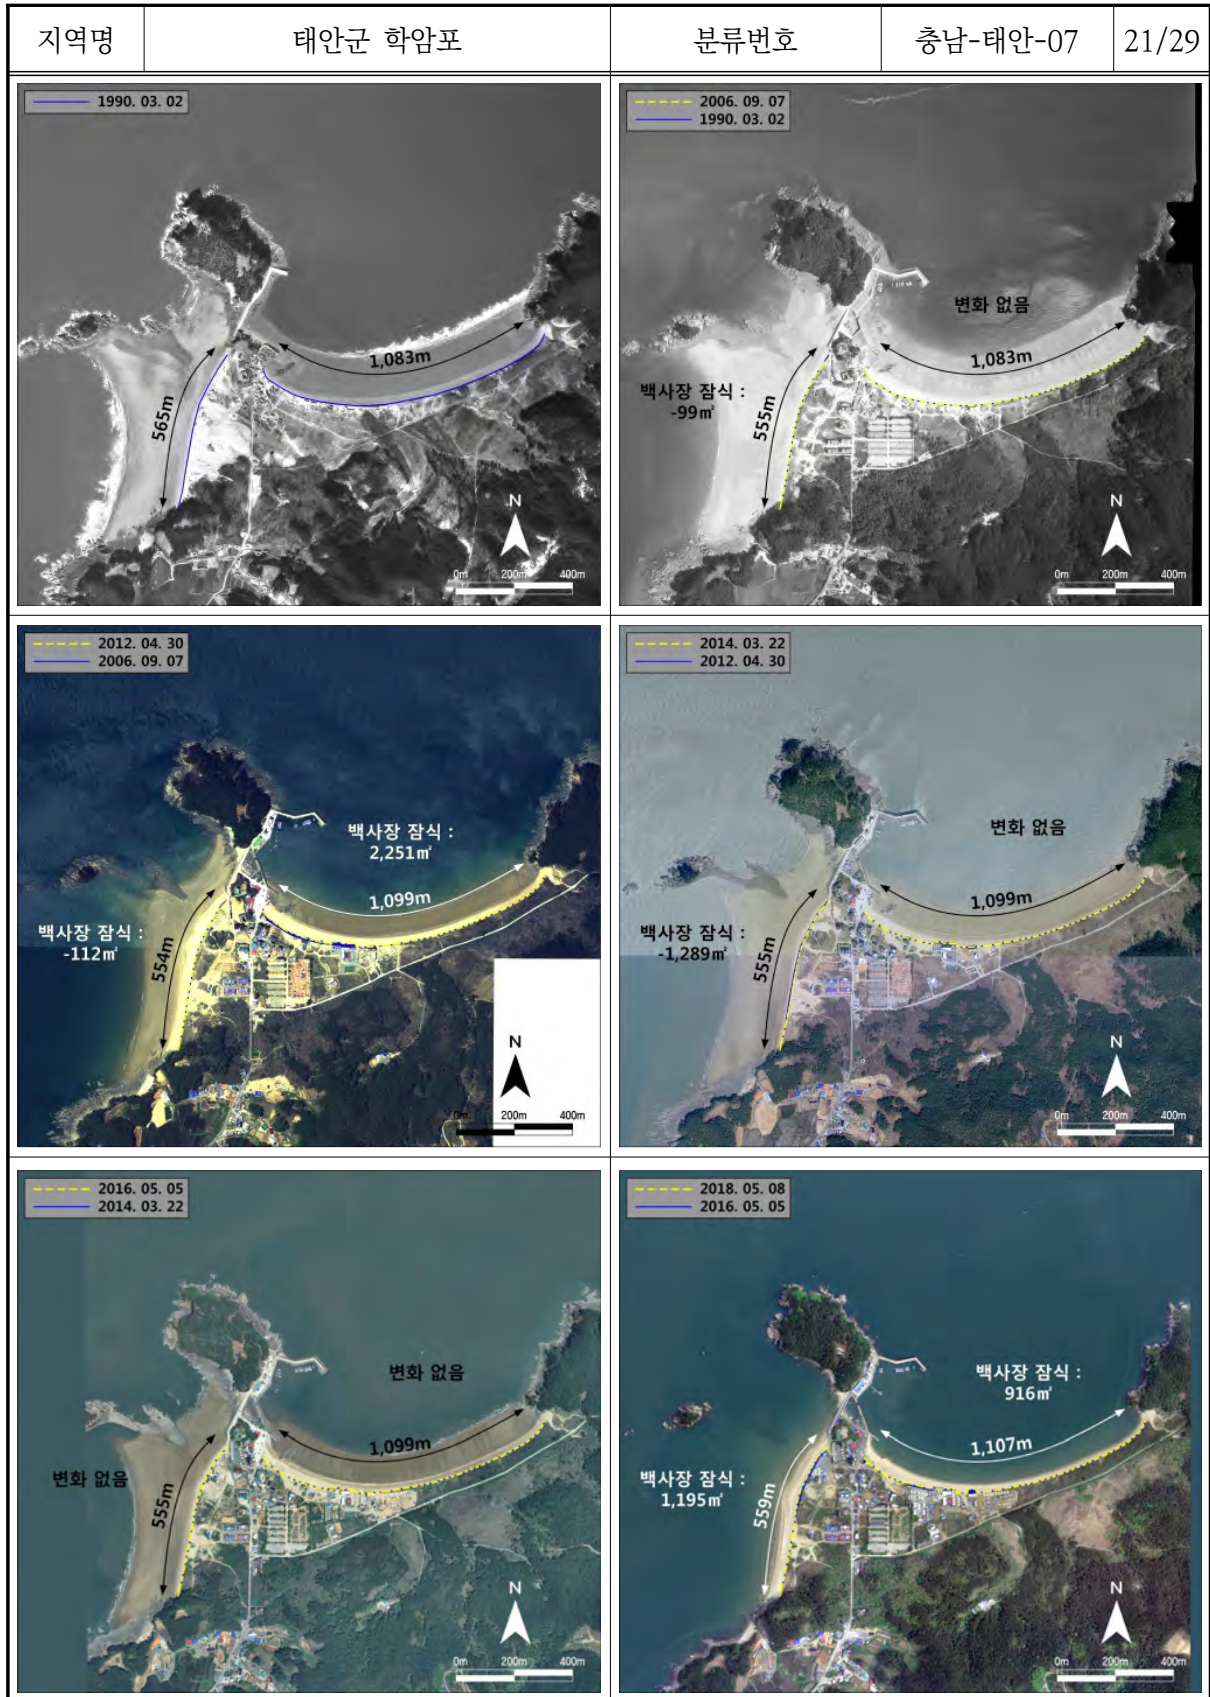 지역명 태안군 학암포 분류번호 충남-태안-07 21/29
1990. 03. 02
1,083m
565m
N
0m 200m 400m
2006. 09. 07
1990. 03. 02
변화 없음
1,083m
백사장 잠식 :
-99㎡
555m
N
0m 200m 400m
2012. 04. 30
2006. 09. 07
백사장 잠식 :
2,251㎡
1,099m
백사장 잠식 :
-112㎡
554m
N
0m 200m 400m
2014. 03. 22
2012. 04. 30
변화 없음
1,099m
백사장 잠식 :
-1,289㎡
555m
N
0m 200m 400m
2016. 05. 05
2014. 03. 22
변화 없음
1,099m
변화 없음
555m
N
0m 200m 400m
2018. 05. 08
2016. 05. 05
백사장 잠식 :
916㎡
1,107m
백사장 잠식 :
1,195㎡
559m
N
0m 200m 400m